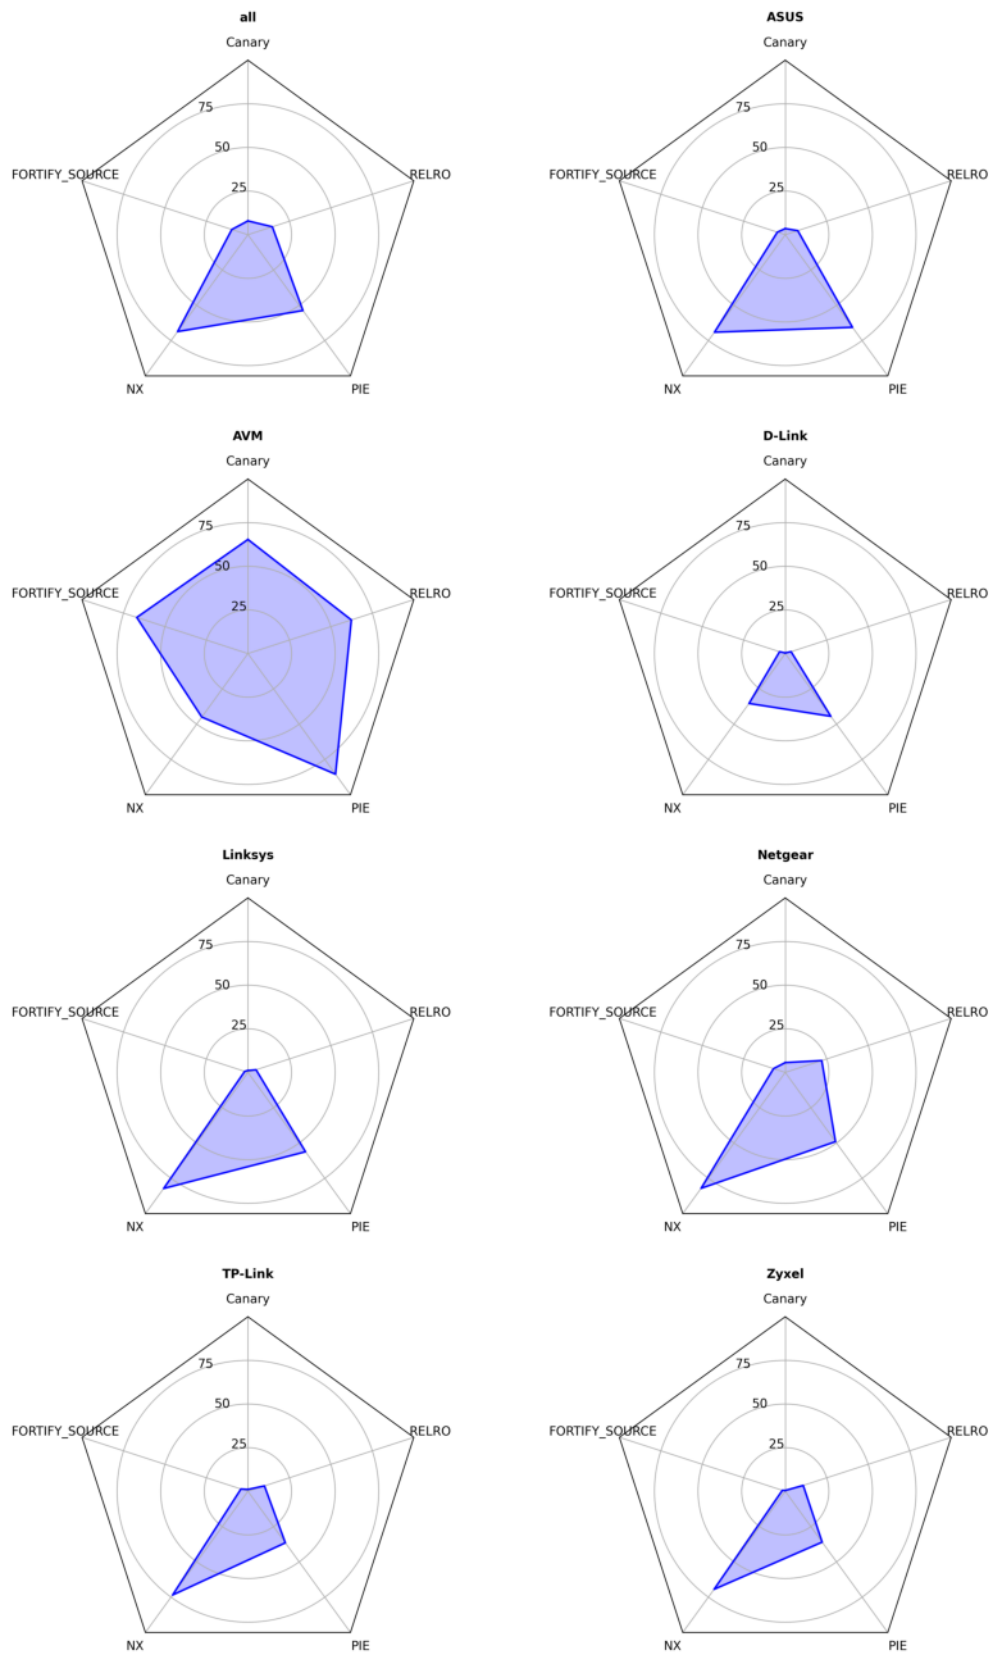 all
Canary
75
50
25
FORTIFY_SOURCE
RELRO
NX
PIE
ASUS
Canary
75
50
25
FORTIFY_SOURCE
RELRO
NX
PIE
AVM
Canary
75
50
25
FORTIFY_SOURCE
RELRO
NX
PIE
D-Link
Canary
75
50
25
FORTIFY_SOURCE
RELRO
NX
PIE
Linksys
Canary
75
50
25
FORTIFY_SOURCE
RELRO
NX
PIE
Netgear
Canary
75
50
25
FORTIFY_SOURCE
RELRO
NX
PIE
TP-Link
Canary
75
50
25
FORTIFY_SOURCE
RELRO
NX
PIE
Zyxel
Canary
75
50
25
FORTIFY_SOURCE
RELRO
NX
PIE